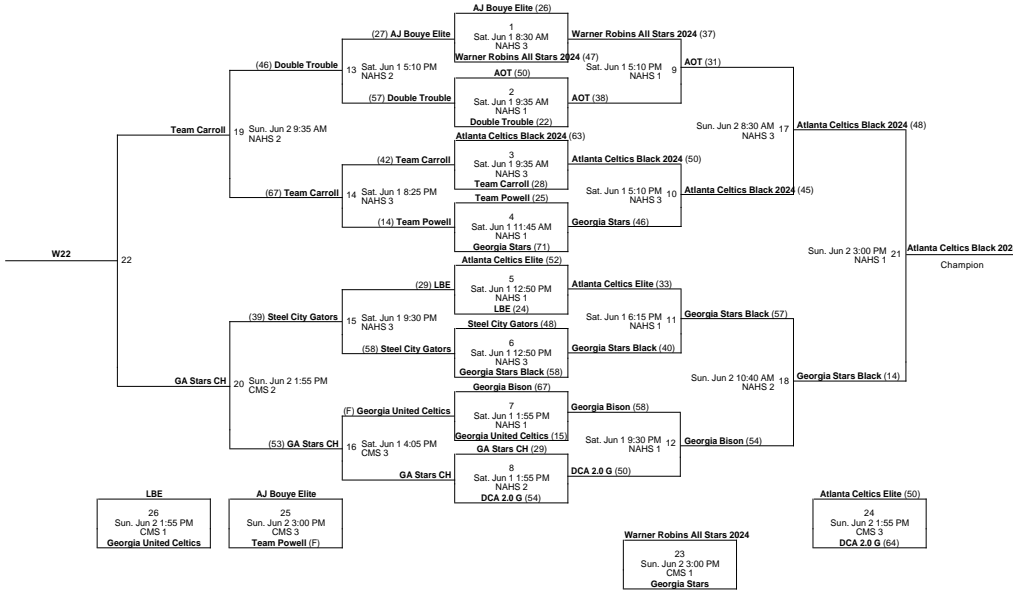 AJ Bouye Elite (26)
1
Sat. Jun 1 8:30 AM
NAHS 3
Warner Robins All Stars 2024 (47)
AOT (50)
2
Sat. Jun 1 9:35 AM
NAHS 1
Double Trouble (22)
Atlanta Celtics Black 2024 (63)
3
Sat. Jun 1 9:35 AM
NAHS 3
Team Carroll (28)
Team Powell (25)
4
Sat. Jun 1 11:45 AM
NAHS 1
Georgia Stars (71)
Atlanta Celtics Elite (52)
5
Sat. Jun 1 12:50 PM
NAHS 1
LBE (24)
Steel City Gators (48)
6
Sat. Jun 1 12:50 PM
NAHS 3
Georgia Stars Black (58)
Georgia Bison (67)
7
Sat. Jun 1 1:55 PM
NAHS 1
Georgia United Celtics (15)
GA Stars CH (29)
8
Sat. Jun 1 1:55 PM
NAHS 2
DCA 2.0 G (54)
(27) AJ Bouye Elite
13 Sat. Jun 1 5:10 PM
NAHS 2
(57) Double Trouble
(42) Team Carroll
14 Sat. Jun 1 8:25 PM
NAHS 3
(14) Team Powell
(29) LBE
15 Sat. Jun 1 9:30 PM
NAHS 3
(58) Steel City Gators
(F) Georgia United Celtics
16 Sat. Jun 1 4:05 PM
CMS 3
GA Stars CH
(46) Double Trouble
19 Sun. Jun 2 9:35 AM
NAHS 2
(67) Team Carroll
(39) Steel City Gators
20 Sun. Jun 2 1:55 PM
CMS 2
(53) GA Stars CH
Team Carroll
22
GA Stars CH
W22
Warner Robins All Stars 2024 (37)
Sat. Jun 1 5:10 PM 9
NAHS 1
AOT (38)
Atlanta Celtics Black 2024 (50)
Sat. Jun 1 5:10 PM 10
NAHS 3
Georgia Stars (46)
Atlanta Celtics Elite (33)
Sat. Jun 1 6:15 PM 11
NAHS 1
Georgia Stars Black (40)
Georgia Bison (58)
Sat. Jun 1 9:30 PM 12
NAHS 1
DCA 2.0 G (50)
AOT (31)
Sun. Jun 2 8:30 AM 17
NAHS 3
Atlanta Celtics Black 2024 (45)
Georgia Stars Black (57)
Sun. Jun 2 10:40 AM 18
NAHS 2
Georgia Bison (54)
Atlanta Celtics Black 2024 (48)
Sun. Jun 2 3:00 PM 21
NAHS 1
Georgia Stars Black (14)
Atlanta Celtics Black 202
Champion
LBE
26
Sun. Jun 2 1:55 PM
CMS 1
Georgia United Celtics
AJ Bouye Elite
25
Sun. Jun 2 3:00 PM
CMS 3
Team Powell (F)
Warner Robins All Stars 2024
23
Sun. Jun 2 3:00 PM
CMS 1
Georgia Stars
Atlanta Celtics Elite (50)
24
Sun. Jun 2 1:55 PM
CMS 3
DCA 2.0 G (64)